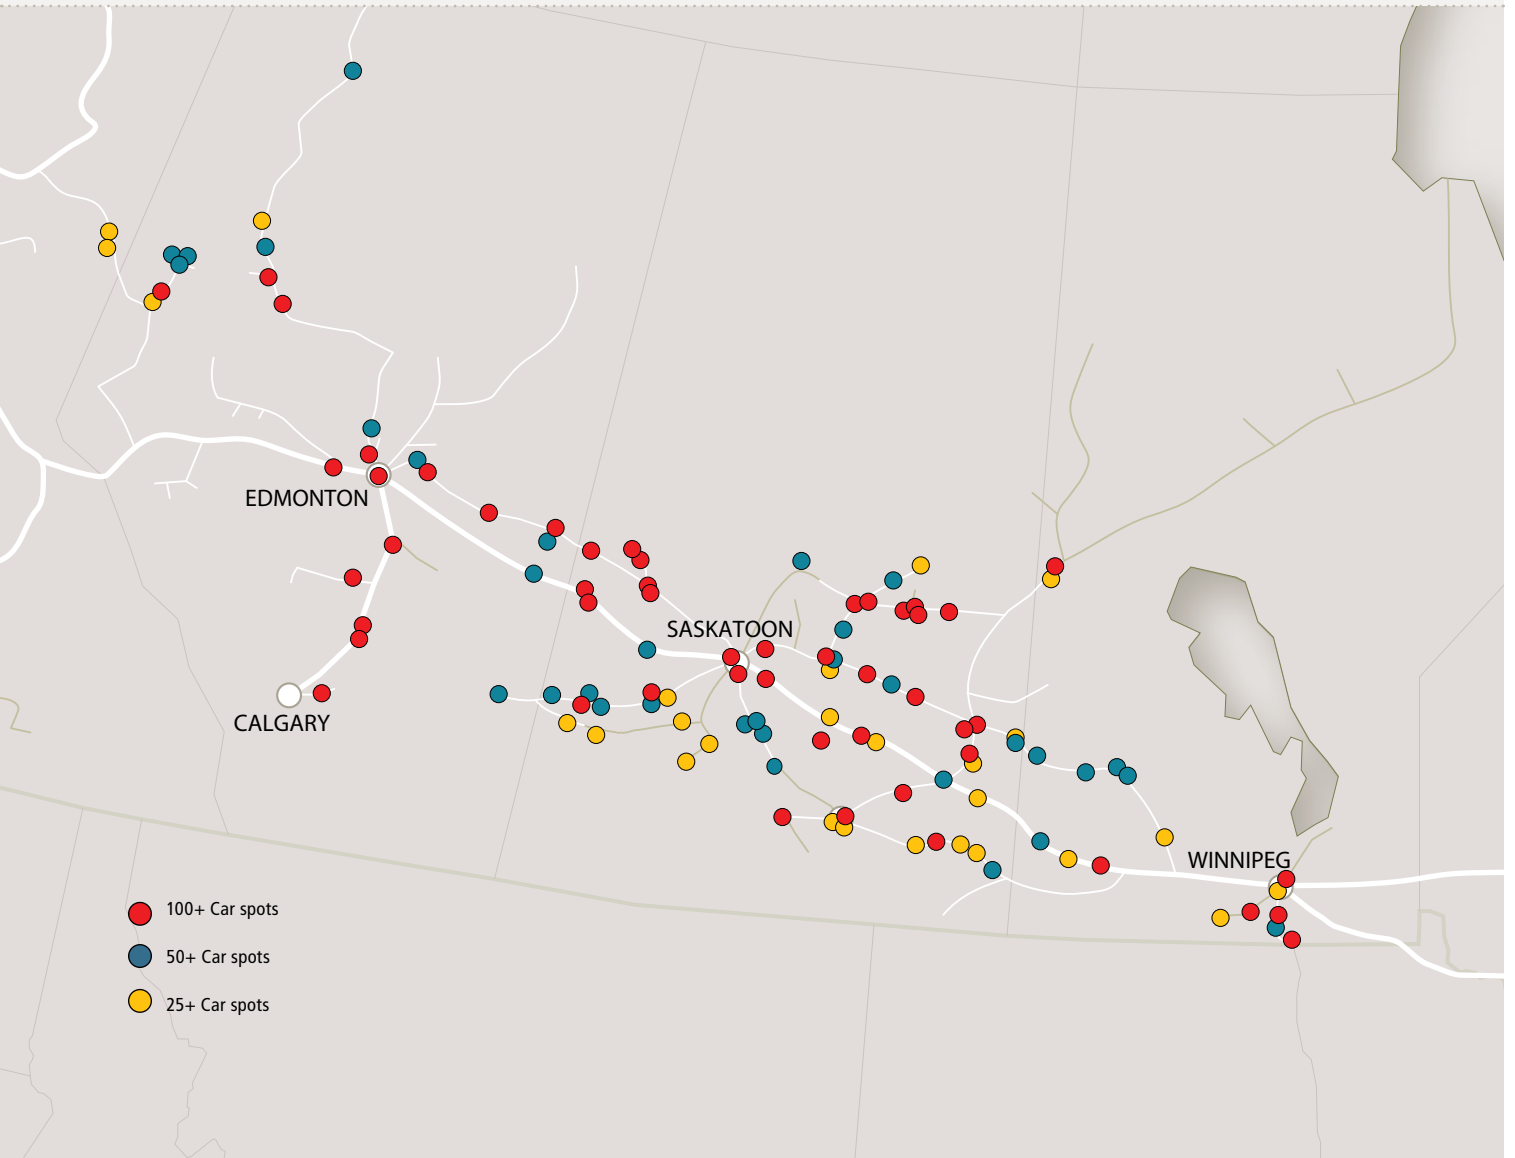 EDMONTON
SASKATOON
CALGARY
WINNIPEG
100+ Car spots
50+ Car spots
25+ Car spots